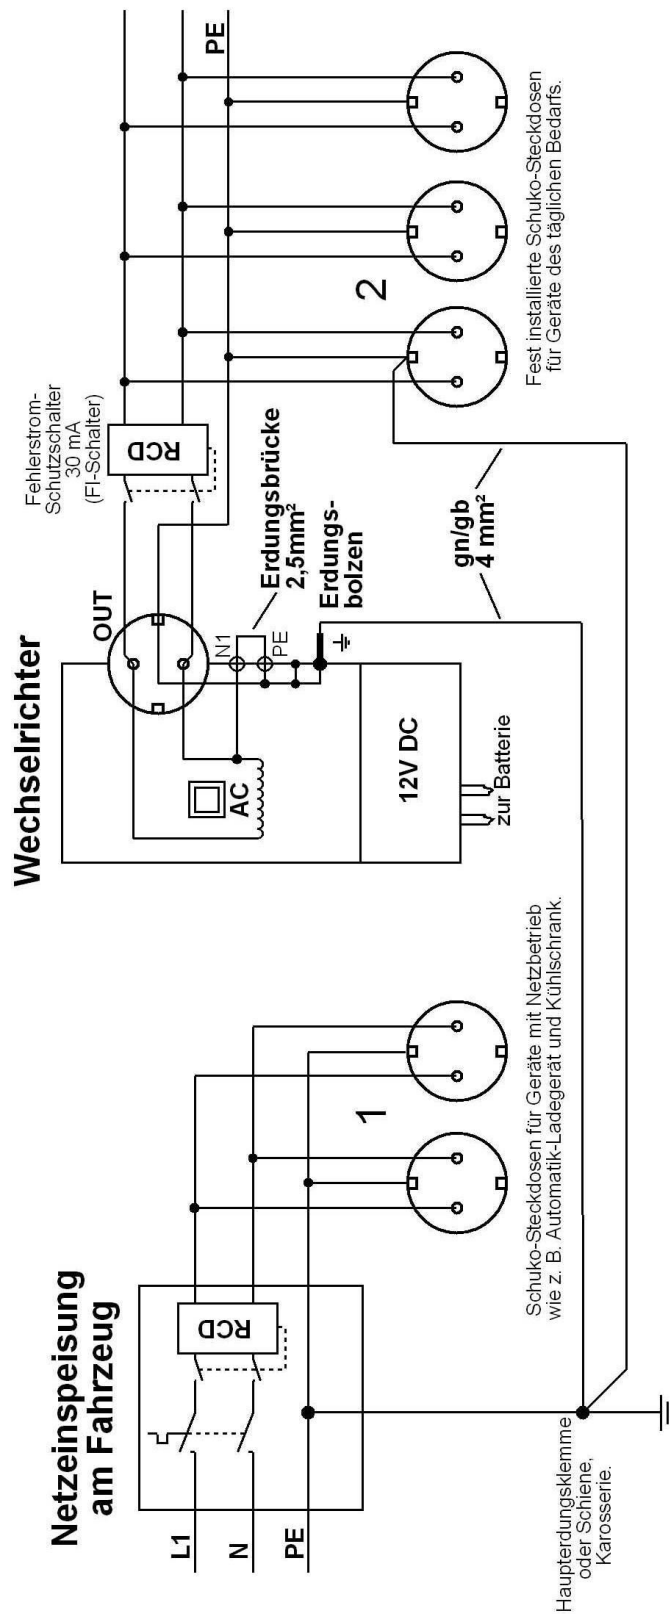 Netzeinspeisung
am Fahrzeug
L1
N
PE
RCD
1
Schuko-Steckdosen für Geräte mit Netzbetrieb
wie z. B. Automatik-Ladegerät und Kühlschrank.
Haupterdungsklemme
oder Schiene,
Karosserie.
Wechselrichter
OUT
AC
N1
PE
12V DC
zur Batterie
Erdungsbrücke
2,5mm²
Erdungs-
bolzen
gn/gb
4 mm²
Fehlerstrom-
Schutzschalter
30 mA
(FI-Schalter)
RCD
PE
2
Fest installierte Schuko-Steckdosen
für Geräte des täglichen Bedarfs.